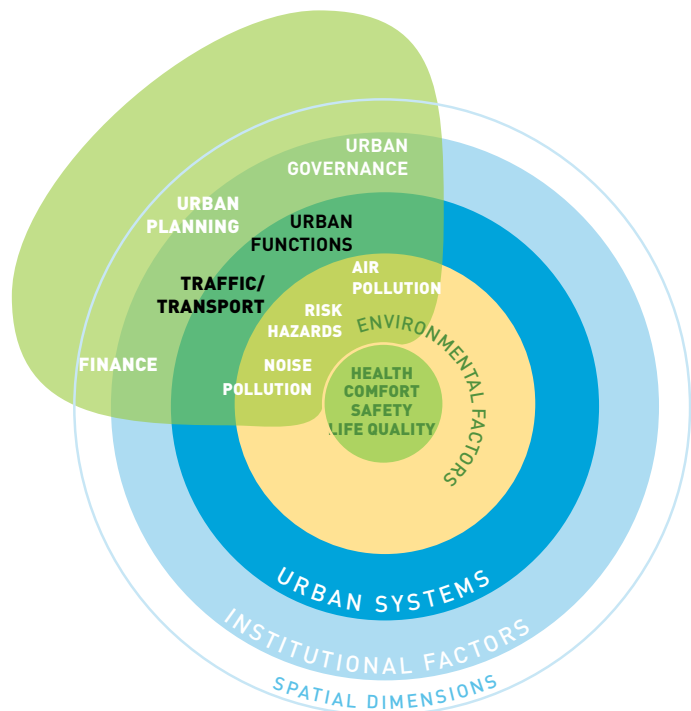 URBAN
GOVERNANCE
URBAN
PLANNING
URBAN
FUNCTIONS
TRAFFIC/
TRANSPORT
AIR
POLLUTION
RISK
HAZARDS
FINANCE
NOISE
POLLUTION
ENVIRONMENTAL FACTORS
HEALTH
COMFORT
SAFETY
LIFE QUALITY
URBAN SYSTEMS
INSTITUTIONAL FACTORS
SPATIAL DIMENSIONS